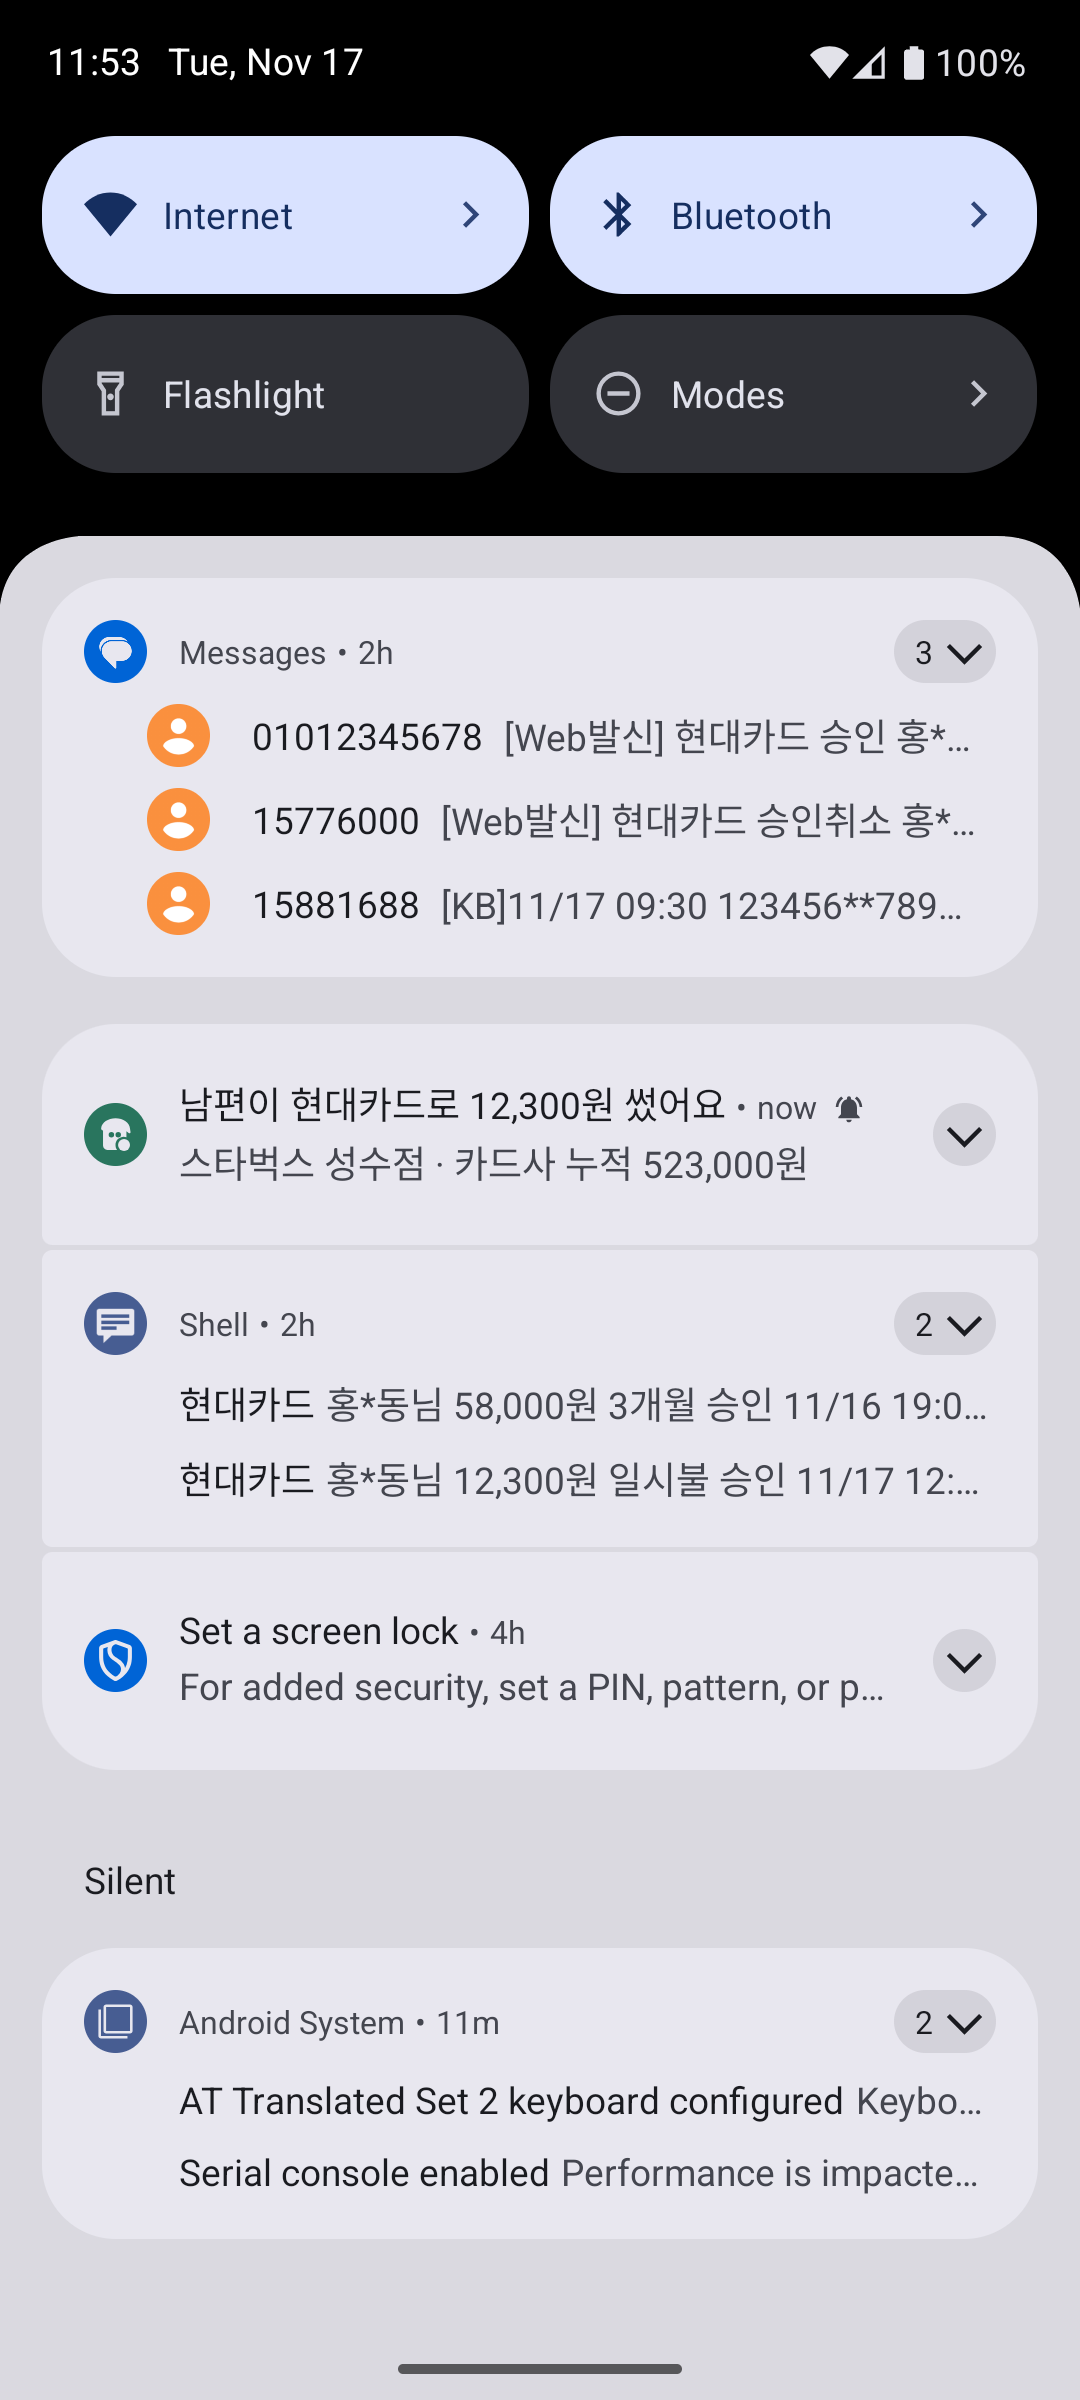 11:53 Tue, Nov 17 100%
Internet
Bluetooth
Flashlight
Modes
Messages • 2h 3
01012345678 [Web발신] 현대카드 승인 홍*…
15776000 [Web발신] 현대카드 승인취소 홍*…
15881688 [KB]11/17 09:30 123456**789…
남편이 현대카드로 12,300원 썼어요 • now
스타벅스 성수점 · 카드사 누적 523,000원
Shell • 2h 2
현대카드 홍*동님 58,000원 3개월 승인 11/16 19:0…
현대카드 홍*동님 12,300원 일시불 승인 11/17 12:…
Set a screen lock • 4h
For added security, set a PIN, pattern, or p…
Silent
Android System • 11m 2
AT Translated Set 2 keyboard configured Keybo…
Serial console enabled Performance is impacte…